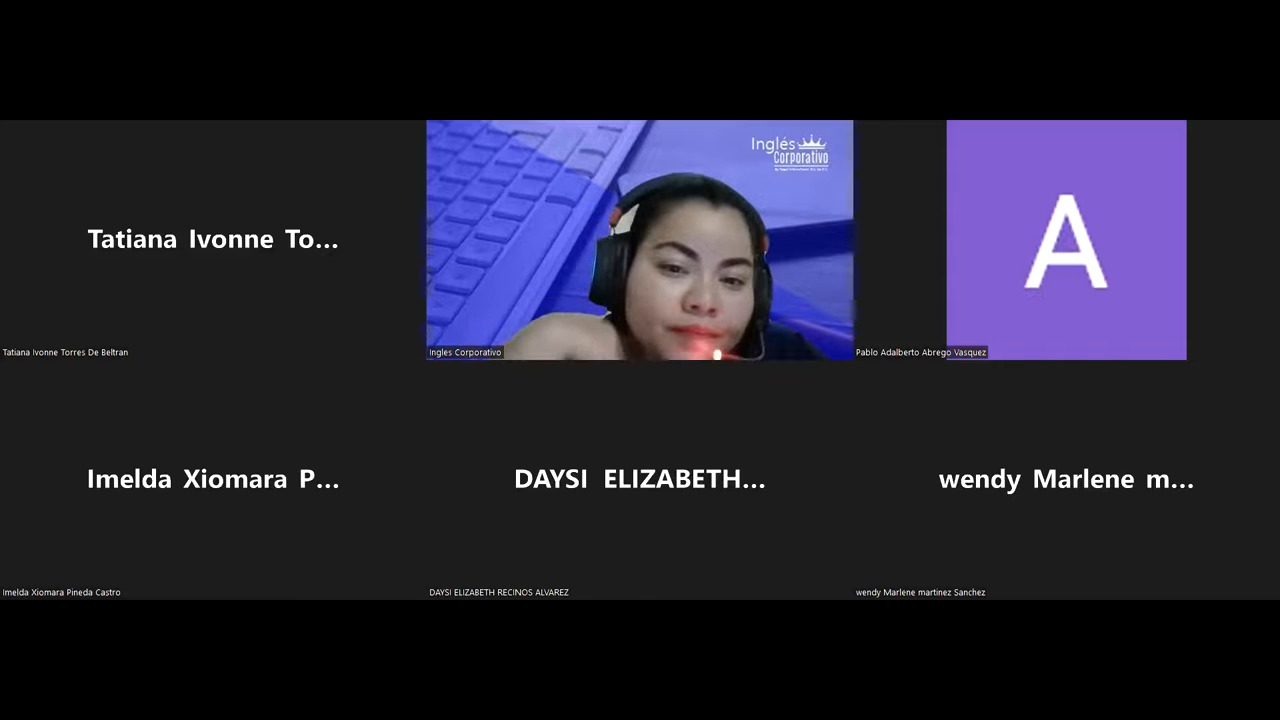 Tatiana Ivonne To...
Tatiana Ivonne Torres De Beltran
Inglés
Corporativo
Ingles Corporativo
A
Pablo Adalberto Abrego Vasquez
Imelda Xiomara P...
Imelda Xiomara Pineda Castro
DAYSI ELIZABETH...
DAYSI ELIZABETH RECINOS ALVAREZ
wendy Marlene m...
wendy Marlene martinez Sanchez